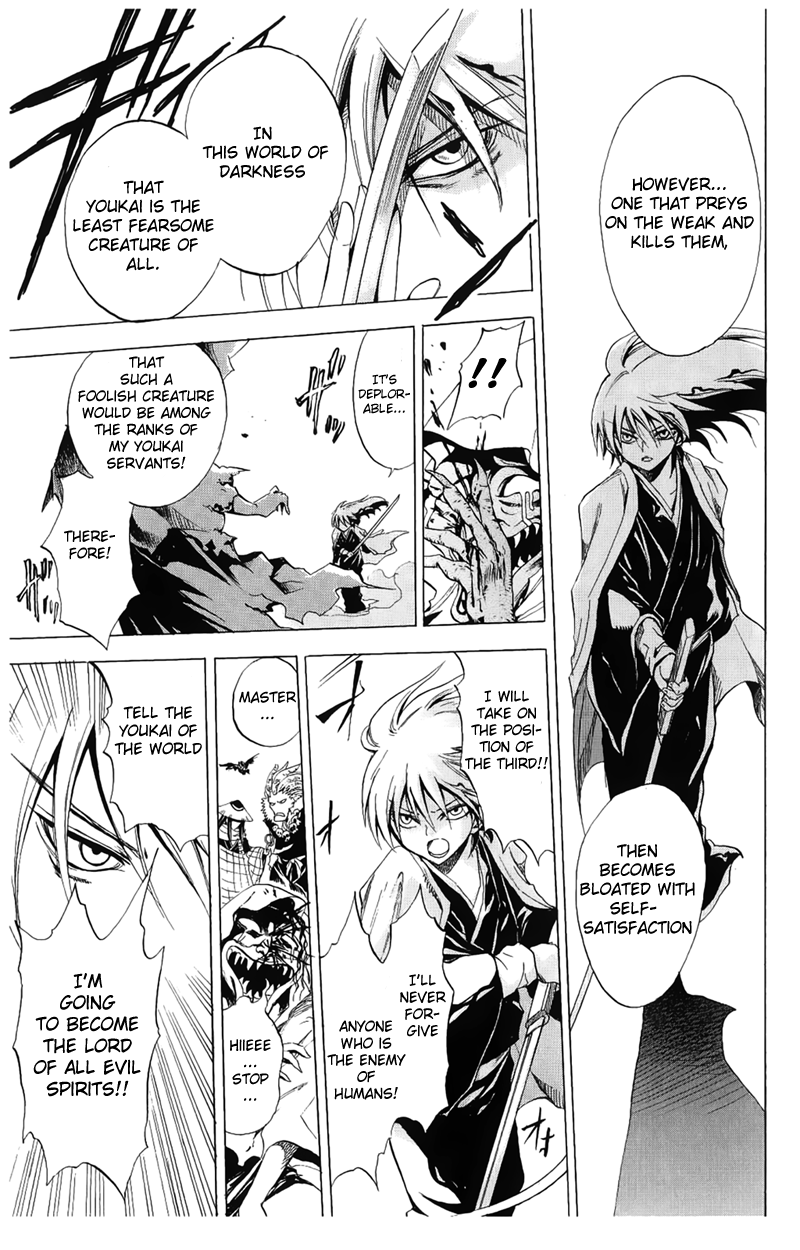 HOWEVER...
ONE THAT PREYS
ON THE WEAK AND
KILLS THEM,
THEN
BECOMES
BLOATED WITH
SELF-
SATISFACTION
IN
THIS WORLD OF
DARKNESS
THAT
YOUKAI IS THE
LEAST FEARSOME
CREATURE OF
ALL.
!!
IT'S
DEPLOR-
ABLE...
THAT
SUCH A
FOOLISH CREATURE
WOULD BE AMONG
THE RANKS OF
MY YOUKAI
SERVANTS!
THERE-
FORE!
I WILL
TAKE ON
THE POSI-
TION OF
THE THIRD!!
I'LL
NEVER
FOR-
GIVE
ANYONE
WHO IS
THE ENEMY
OF
HUMANS!
MASTER
...
HIIEEE
...
STOP
...
TELL THE
YOUKAI
OF THE WORLD
I'M
GOING
TO BECOME
THE LORD
OF ALL EVIL
SPIRITS!!